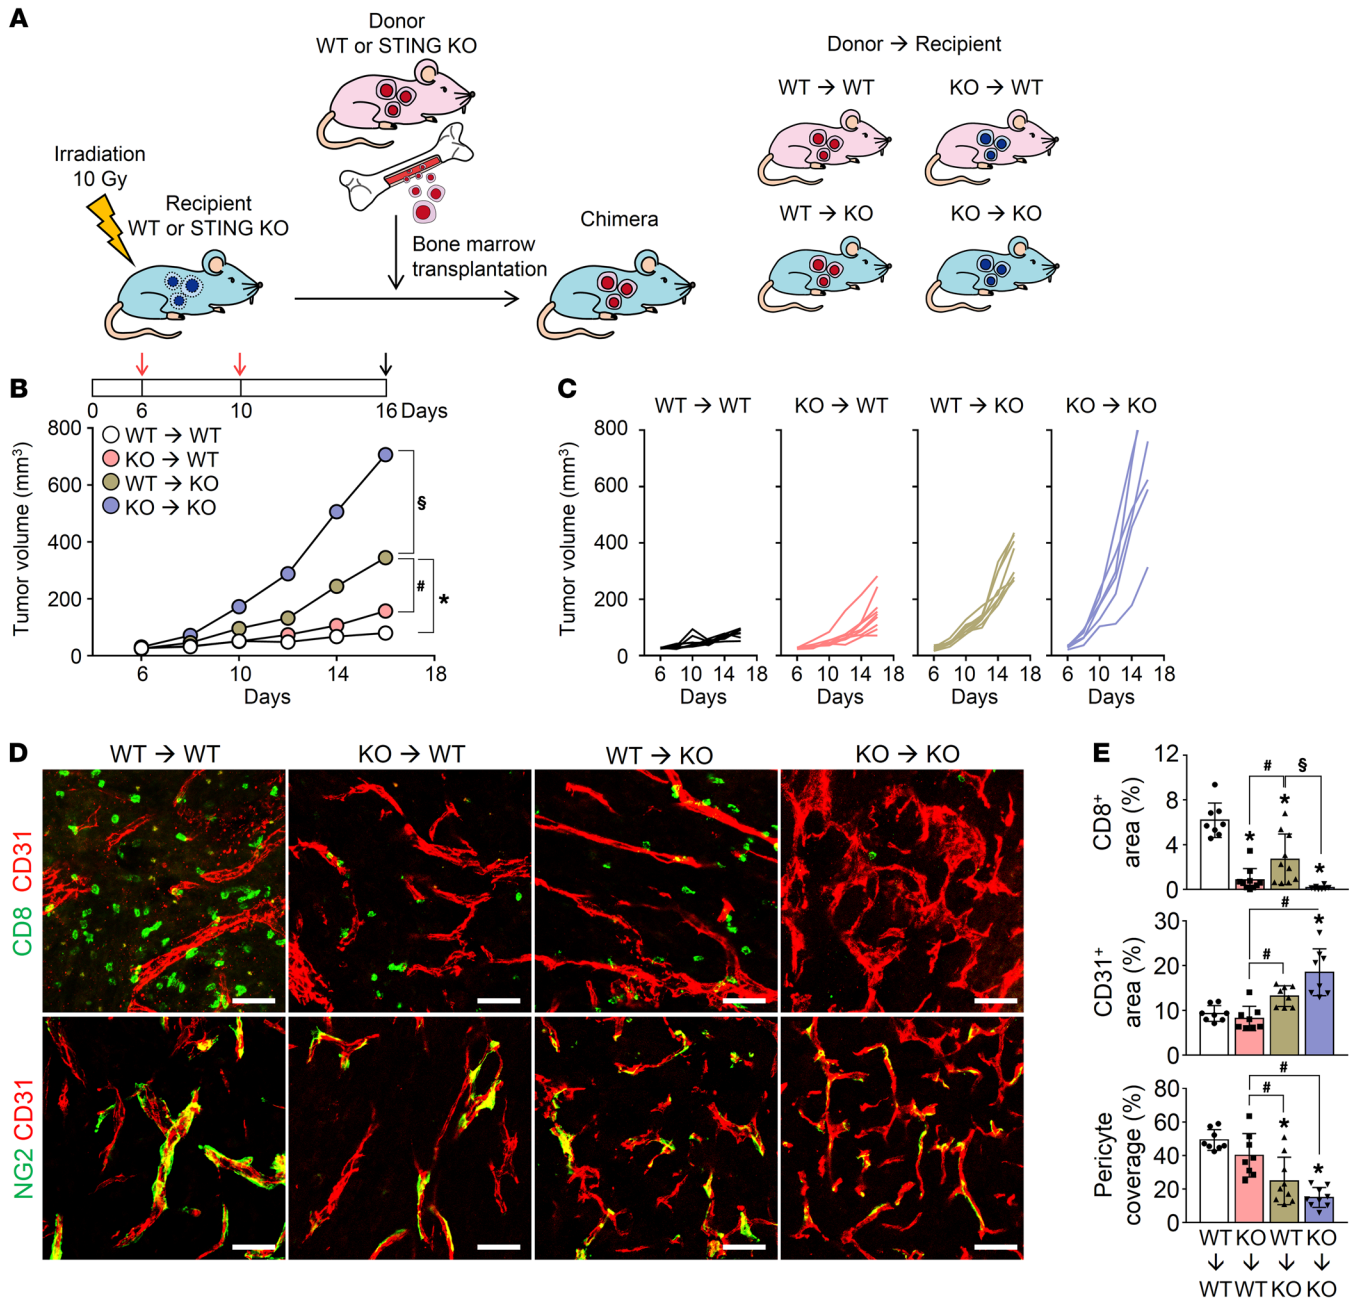 A
Donor
WT or STING KO
Irradiation
10 Gy
Recipient
WT or STING KO
Bone marrow
transplantation
Chimera
Donor → Recipient
WT → WT
KO → WT
WT → KO
KO → KO
B
0 6 10 16 Days
Tumor volume (mm³)
800
600
400
200
0
WT → WT
KO → WT
WT → KO
KO → KO
§
#
*
6 10 14 18
Days
C
WT → WT
KO → WT
WT → KO
KO → KO
Tumor volume (mm³)
800
600
400
200
0
6 10 14 18
6 10 14 18
6 10 14 18
6 10 14 18
Days
Days
Days
Days
D
WT → WT
KO → WT
WT → KO
KO → KO
CD8 CD31
NG2 CD31
E
CD8⁺
area (%)
12
8
4
0
#
§
*
*
*
CD31⁺
area (%)
30
20
10
0
#
#
*
Pericyte
coverage (%)
80
60
40
20
0
#
#
*
*
WT KO WT KO
↓ ↓ ↓ ↓
WT WT KO KO